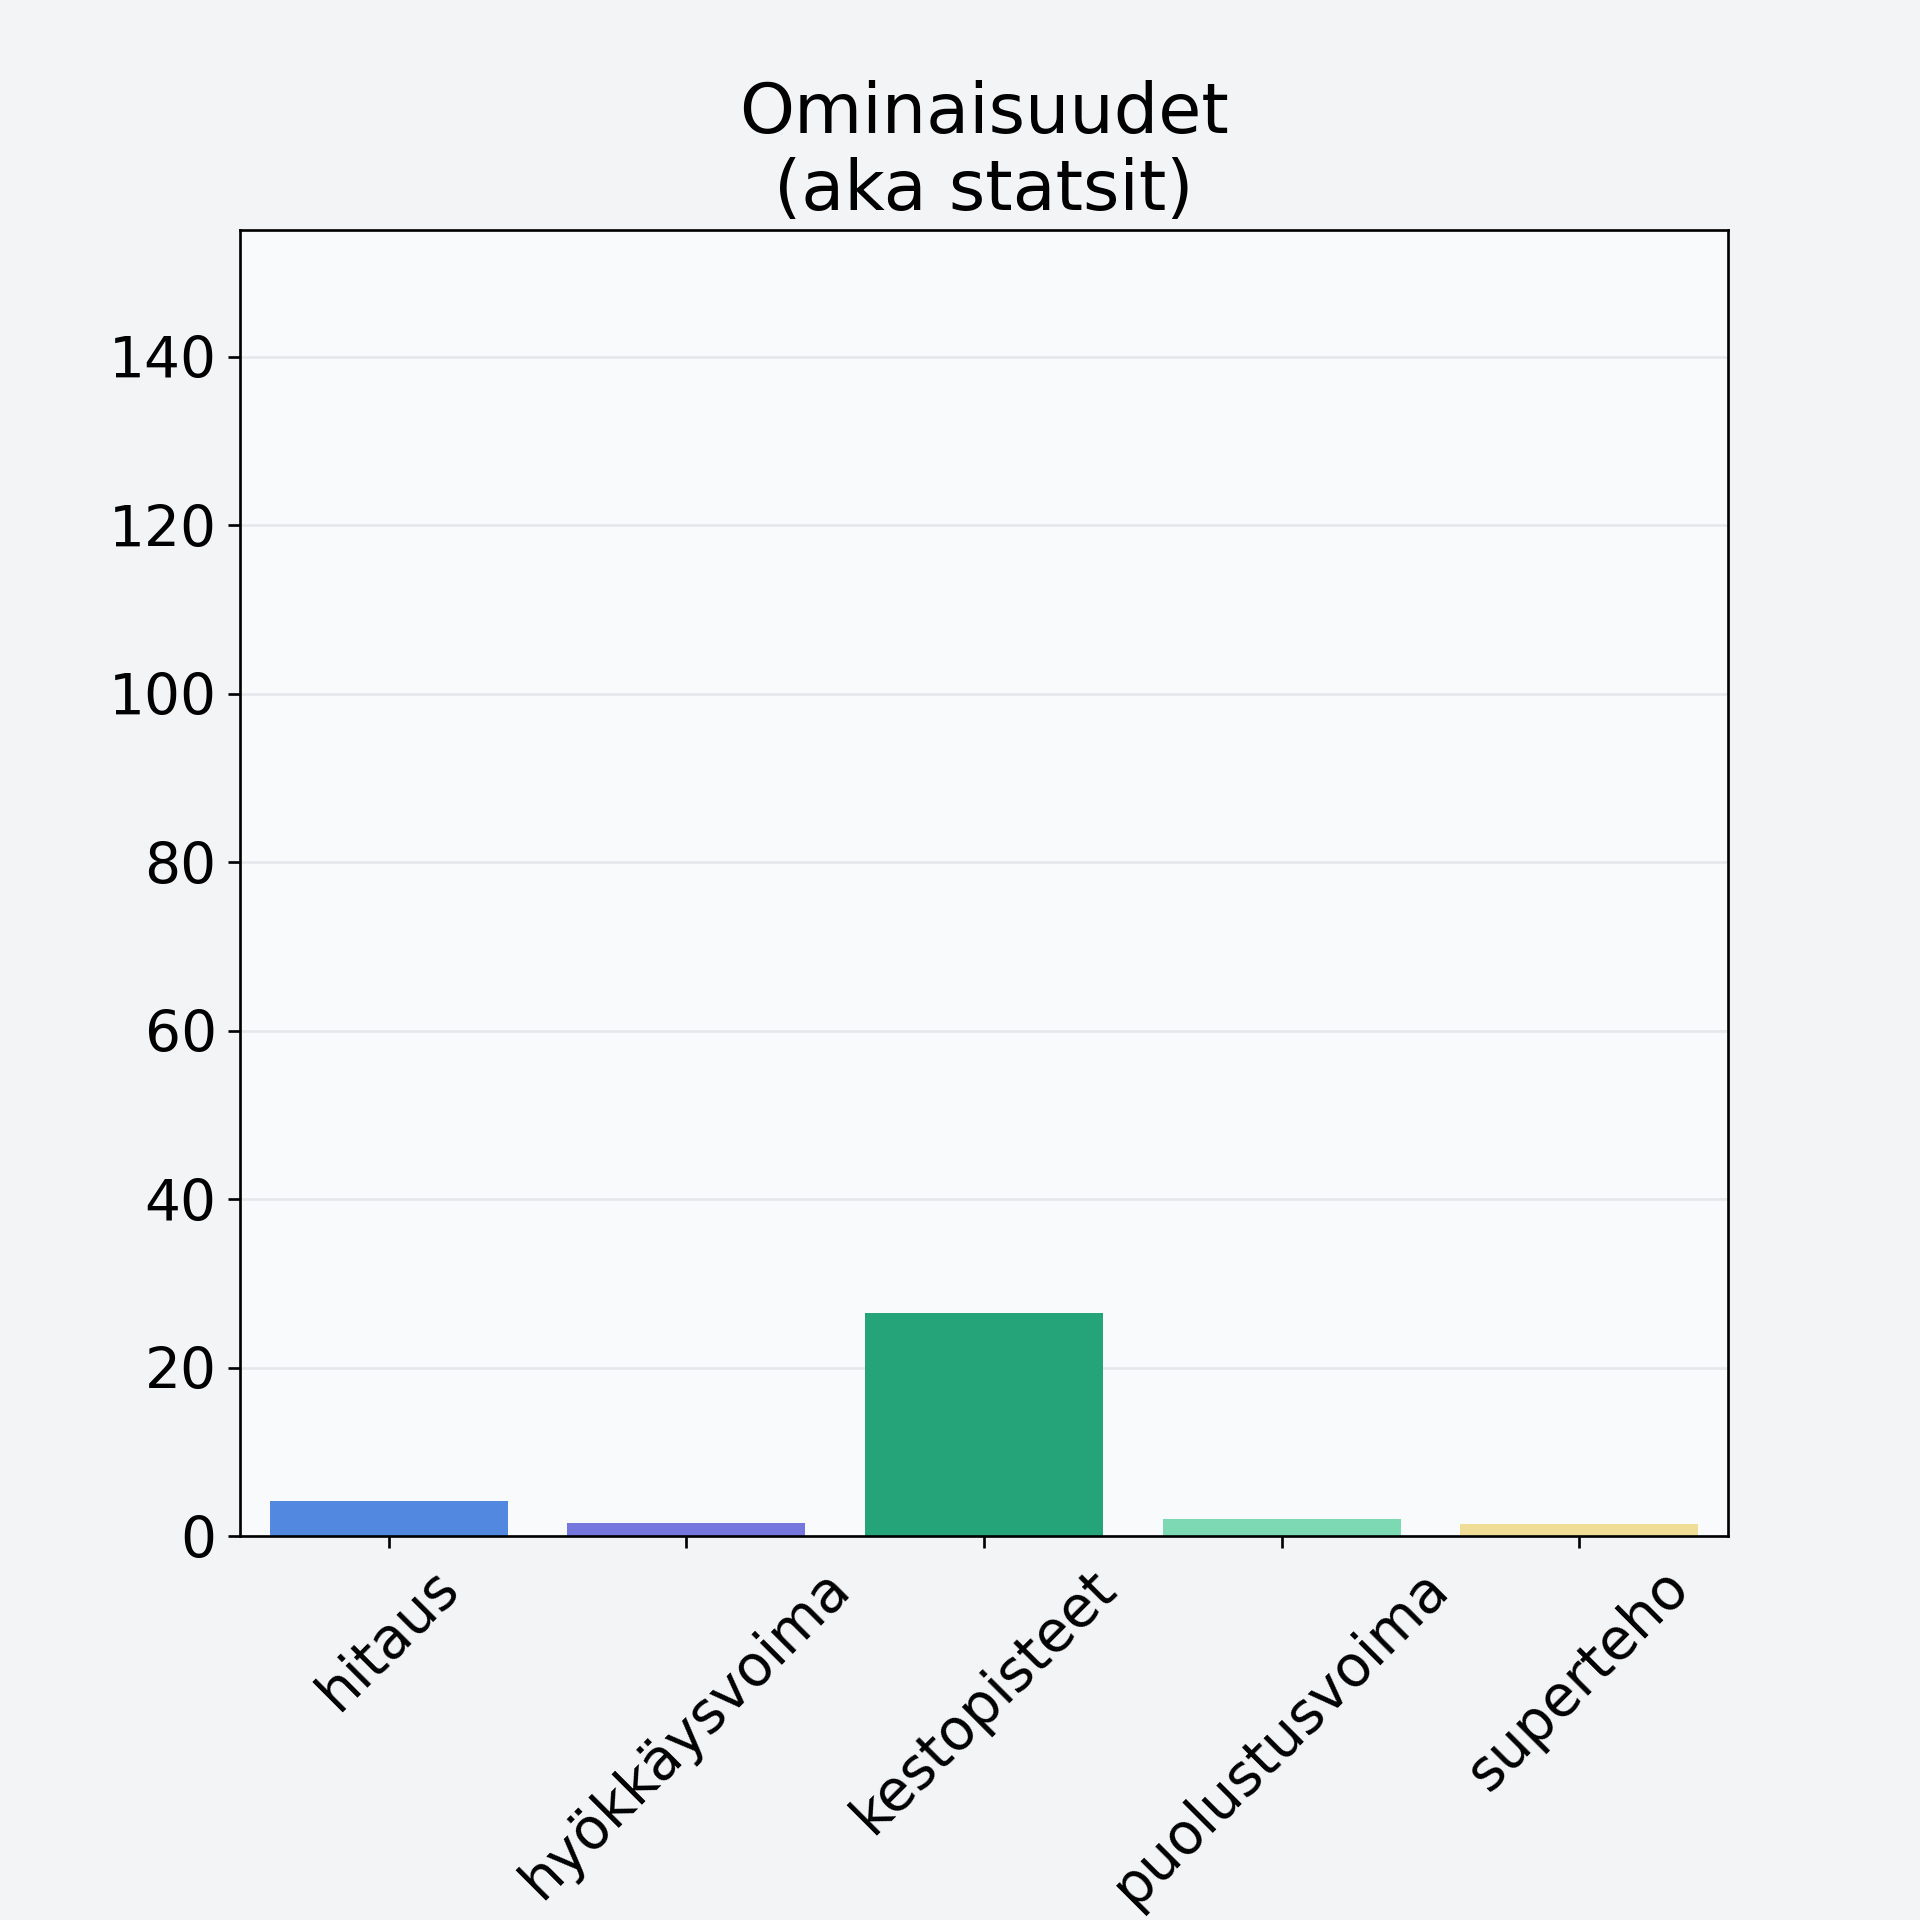 Ominaisuudet
(aka statsit)
140
120
100
80
60
40
20
0
hitaus
hyökkäysvoima
kestopisteet
puolustusvoima
superteho